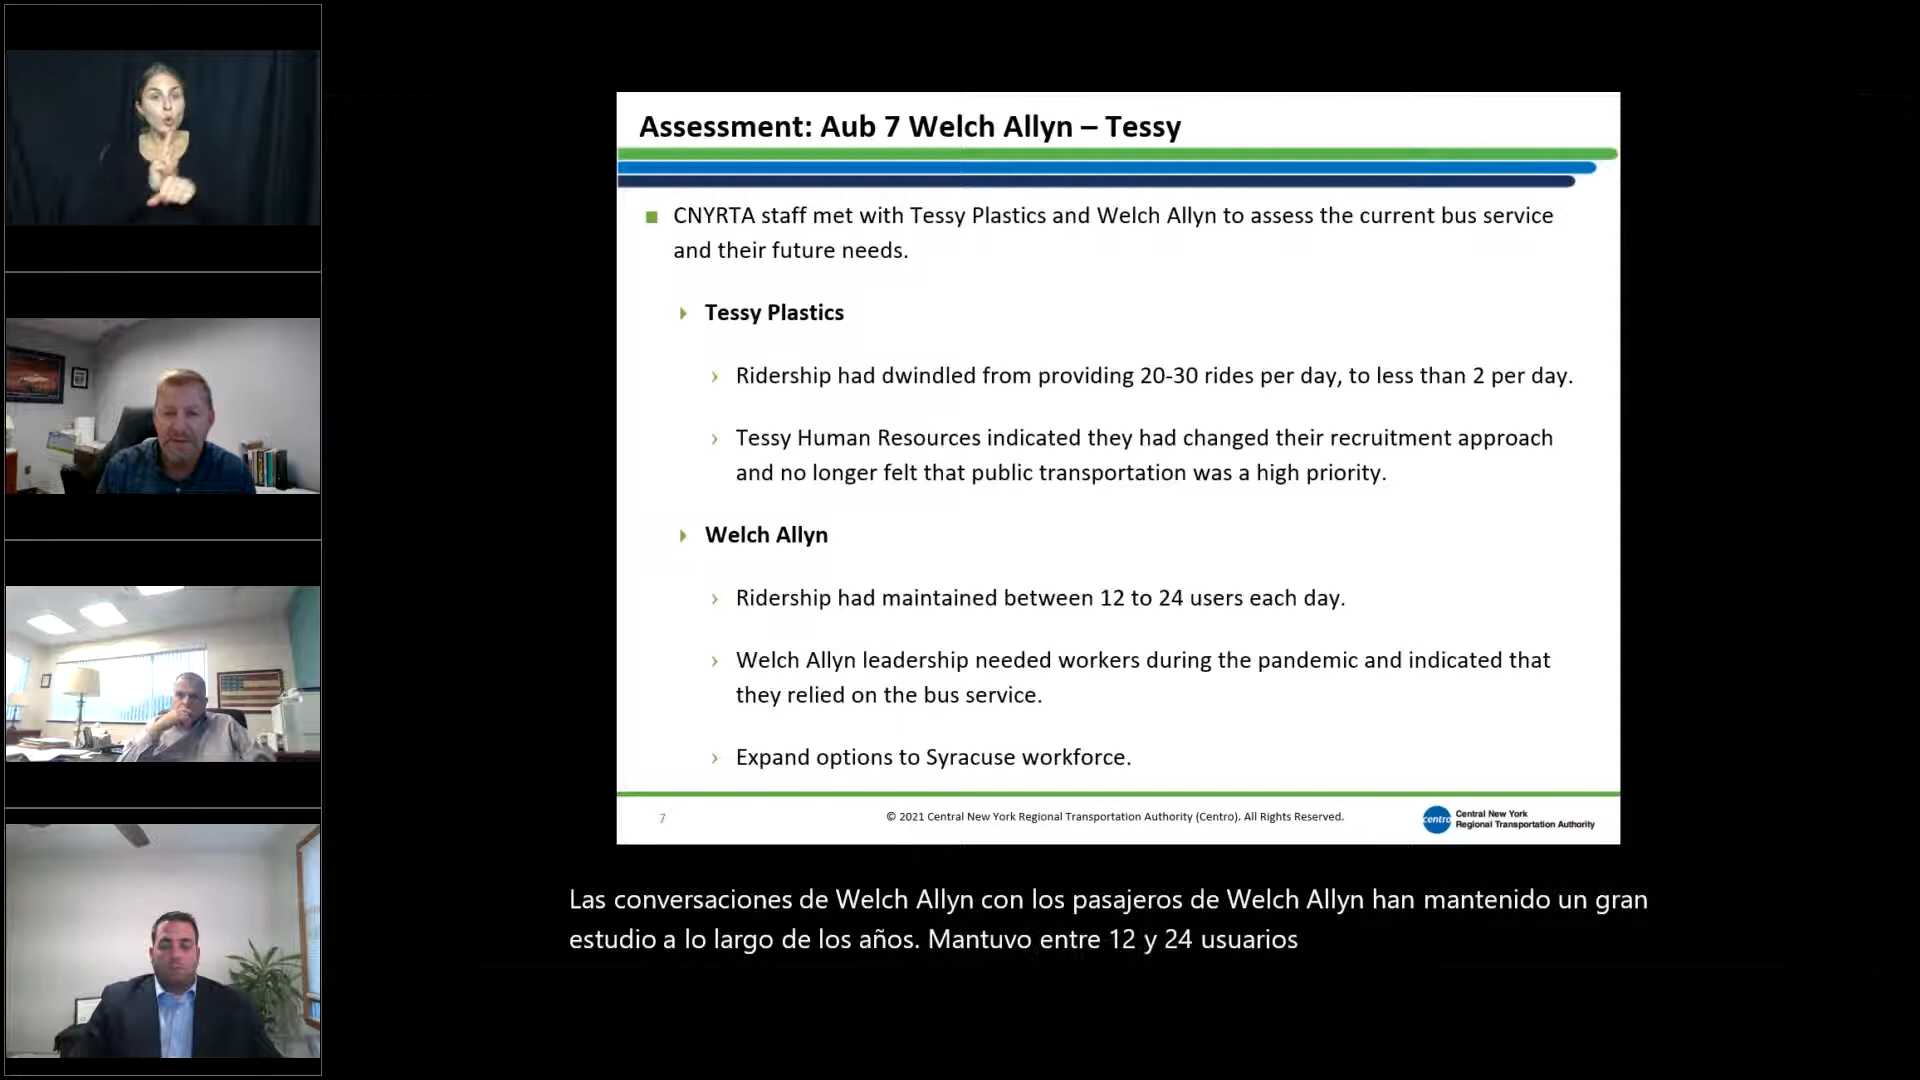 Assessment: Aub 7 Welch Allyn – Tessy
CNYRTA staff met with Tessy Plastics and Welch Allyn to assess the current bus service
and their future needs.
Tessy Plastics
Ridership had dwindled from providing 20-30 rides per day, to less than 2 per day.
Tessy Human Resources indicated they had changed their recruitment approach
and no longer felt that public transportation was a high priority.
Welch Allyn
Ridership had maintained between 12 to 24 users each day.
Welch Allyn leadership needed workers during the pandemic and indicated that
they relied on the bus service.
Expand options to Syracuse workforce.
7
© 2021 Central New York Regional Transportation Authority (Centro). All Rights Reserved.
centro
Central New York
Regional Transportation Authority
Las conversaciones de Welch Allyn con los pasajeros de Welch Allyn han mantenido un gran
estudio a lo largo de los años. Mantuvo entre 12 y 24 usuarios